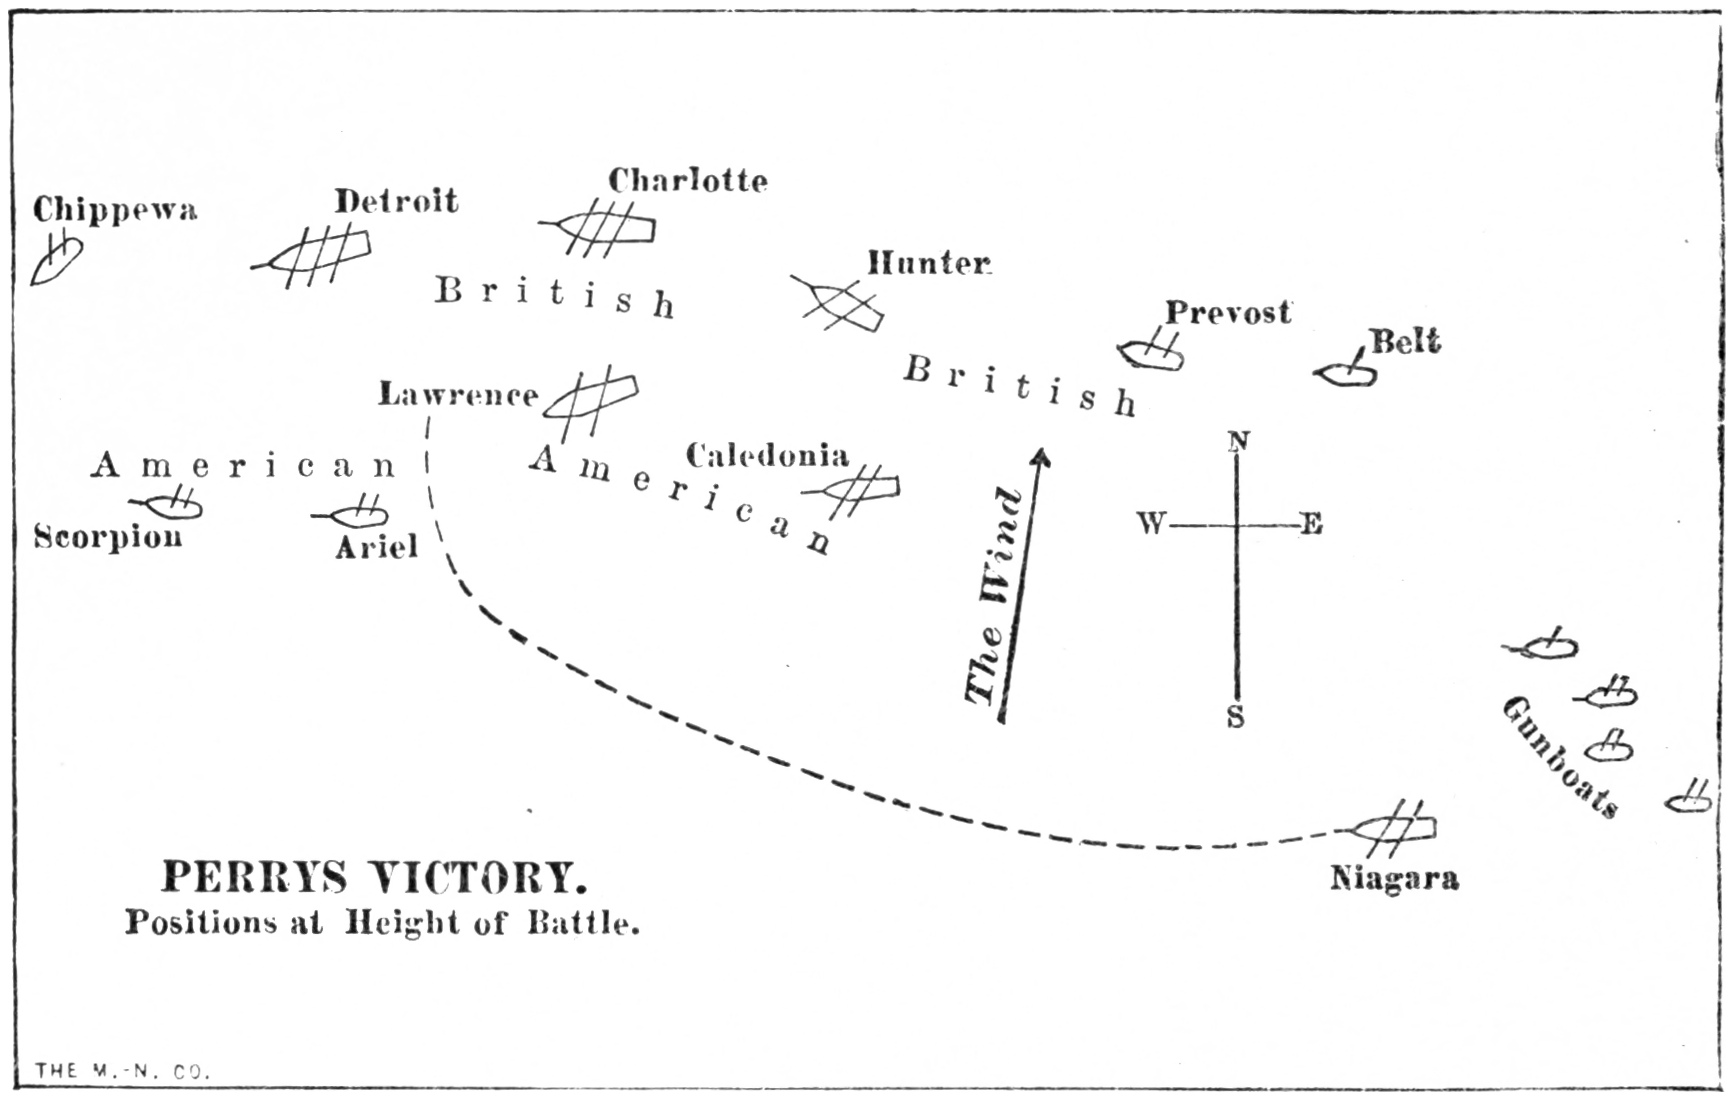 Charlotte
Detroit
Chippewa
Hunter
British
Prevost
Belt
British
Lawrence
American
American
Caledonia
N
W E
S
Scorpion
Ariel
The Wind
Gunboats
Niagara
PERRYS VICTORY.
Positions at Height of Battle.
THE M.-N. CO.